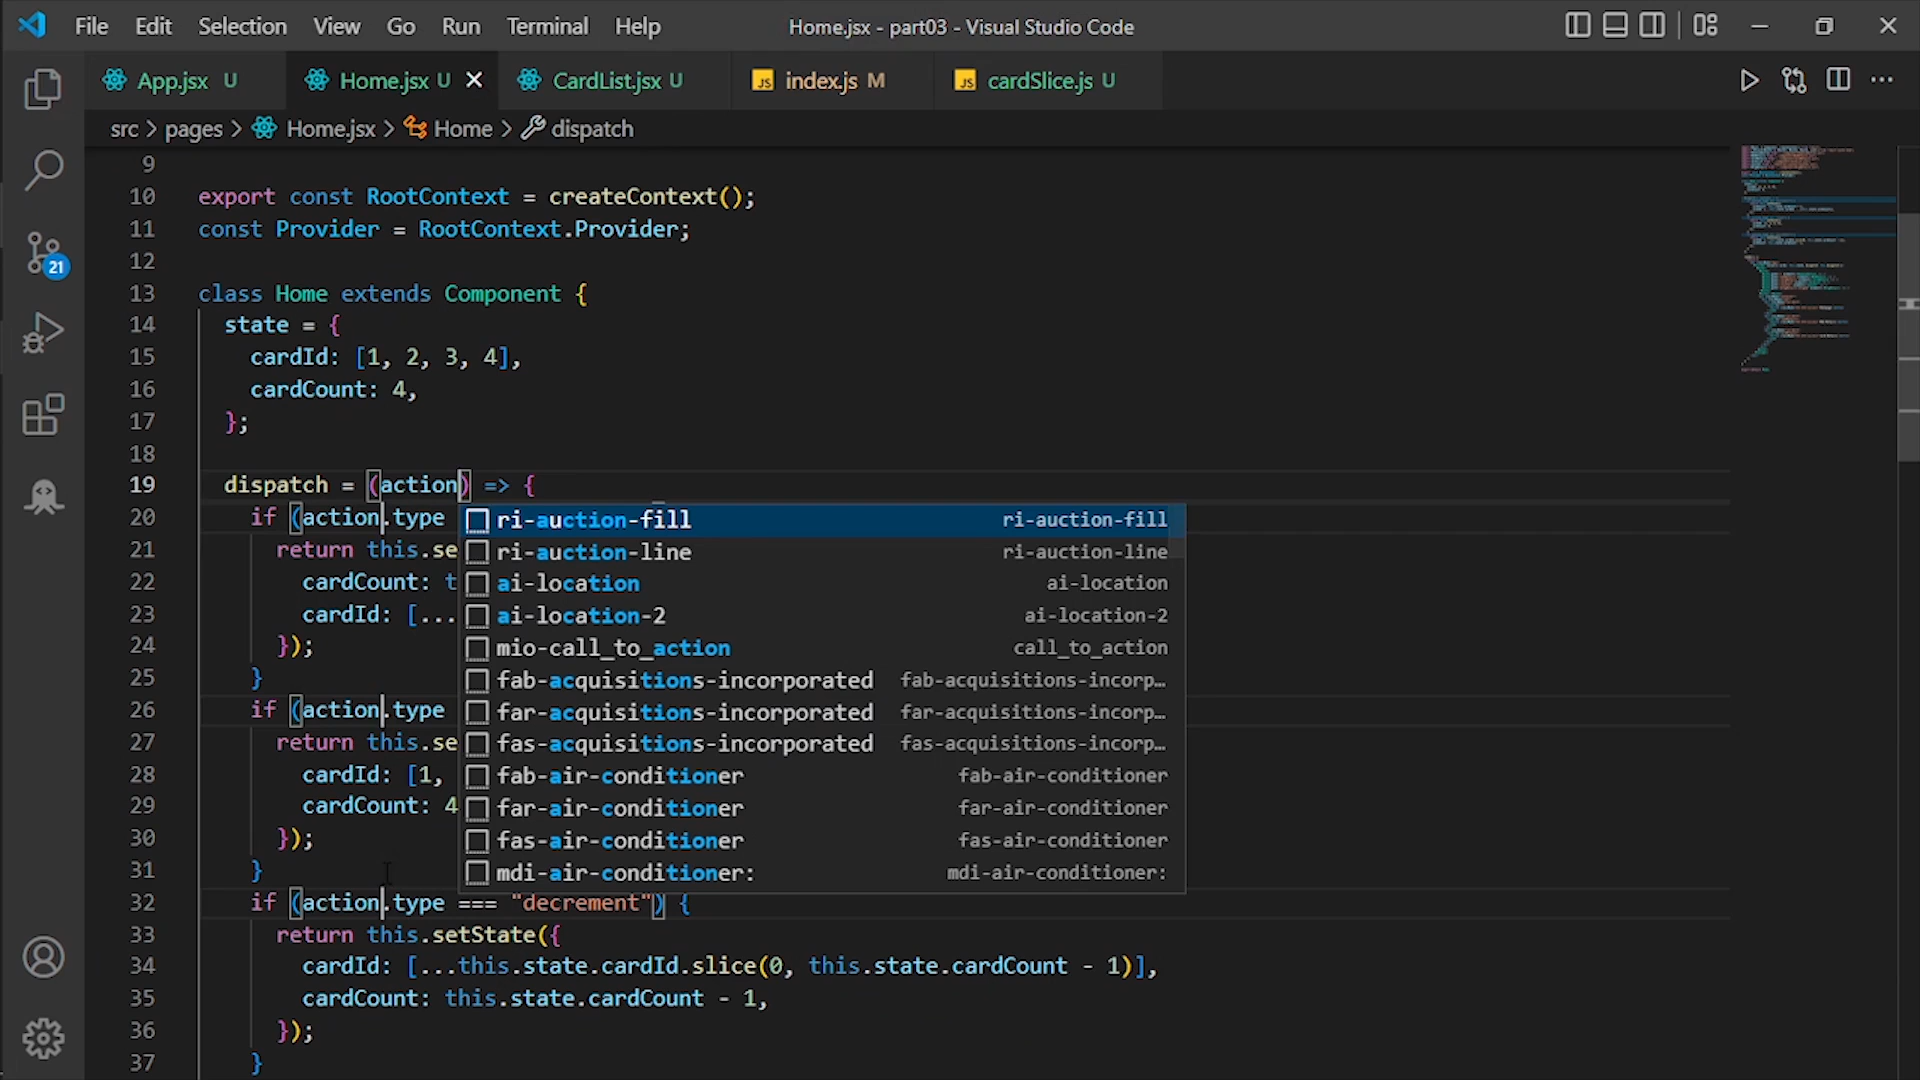 File Edit Selection View Go Run Terminal Help Home.jsx - part03 - Visual Studio Code
App.jsx U Home.jsx U CardList.jsx U JS index.js M JS cardSlice.js U
src > pages > Home.jsx > Home > dispatch
9
10 export const RootContext = createContext();
11 const Provider = RootContext.Provider;
12
21
13 class Home extends Component {
14 state = {
15 cardId: [1, 2, 3, 4],
16 cardCount: 4,
17 };
18
19 dispatch = (action) => {
20 if (action.type
ri-auction-fill ri-auction-fill
21 return this.se
ri-auction-line ri-auction-line
22 cardCount: t
ai-location ai-location
23 cardId: [...
ai-location-2 ai-location-2
24 });
mio-call_to_action call_to_action
25 }
fab-acquisitions-incorporated fab-acquisitions-incorp…
26 if (action.type
far-acquisitions-incorporated far-acquisitions-incorp…
27 return this.se
fas-acquisitions-incorporated fas-acquisitions-incorp…
28 cardId: [1,
fab-air-conditioner fab-air-conditioner
29 cardCount: 4
far-air-conditioner far-air-conditioner
30 });
fas-air-conditioner fas-air-conditioner
31 }
mdi-air-conditioner: mdi-air-conditioner:
32 if (action.type === "decrement") {
33 return this.setState({
34 cardId: [...this.state.cardId.slice(0, this.state.cardCount - 1)],
35 cardCount: this.state.cardCount - 1,
36 });
37 }